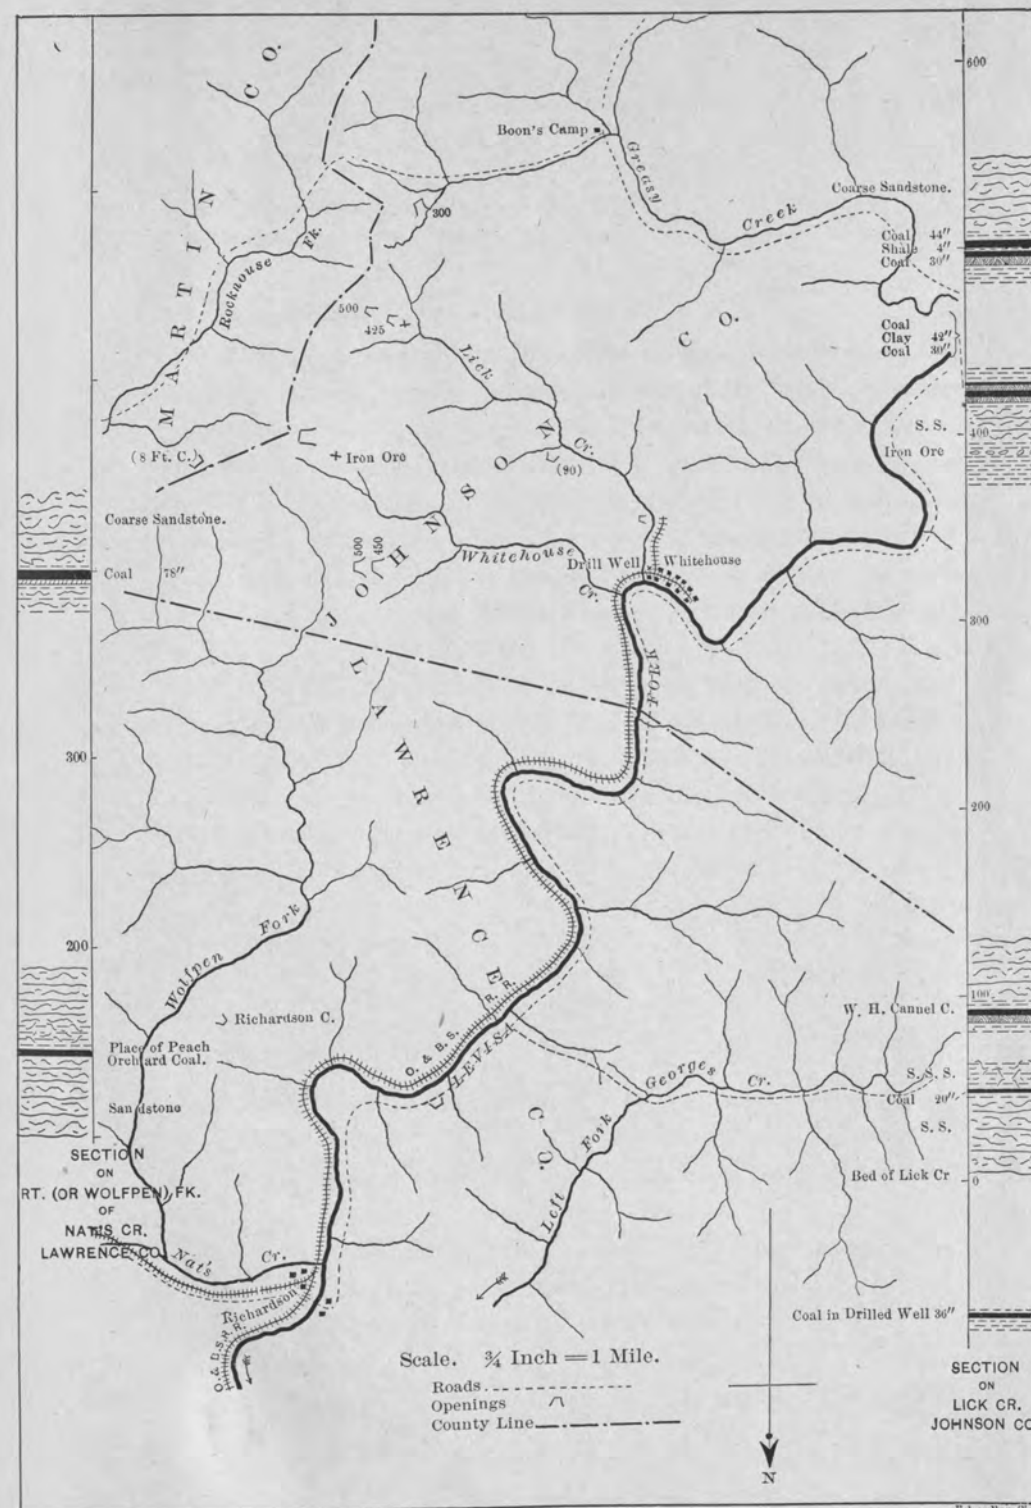 600
MARTIN CO.
Boon's Camp
Greasy
Creek
Coarse Sandstone.
300
Rockhouse Fk.
Coal 44"
Shale 4"
Coal 30"
500
425
Lick
Cr.
CO.
Coal
Clay 42"
Coal 30"
S. S.
400
Iron Ore
(8 Ft. C.)
Iron Ore
(90)
Coarse Sandstone.
500
450
JOHNSON
Whitehouse
Cr.
Drill Well
Whitehouse
Coal 78"
300
FORK
LAWRENCE
300
200
Wolfpen Fork
200
R. R.
O. & B. S.
LEVISA
100
W. H. Cannel C.
Richardson C.
Place of Peach
Orchard Coal.
Georges Cr.
S. S. S.
Coal 20"
Sandstone
S. S.
CO.
Left Fork
SECTION
ON
RT. (OR WOLFPEN) FK.
OF
NAT'S CR.
LAWRENCE CO.
Bed of Lick Cr
0
Nat's Cr.
Richardson
O. & B. S. R. R.
Coal in Drilled Well 36"
Scale. ¾ Inch = 1 Mile.
Roads
Openings
County Line
SECTION
ON
LICK CR.
JOHNSON CO
N